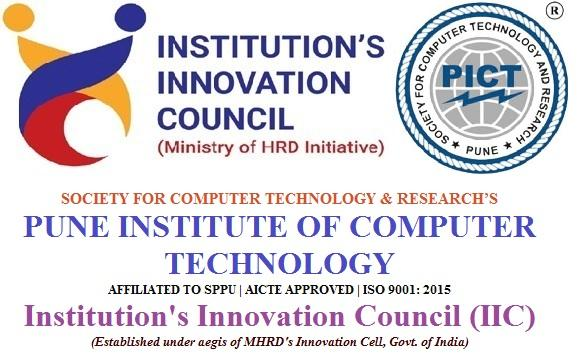 INSTITUTION'S
INNOVATION
COUNCIL
(Ministry of HRD Initiative)
®
SOCIETY FOR COMPUTER TECHNOLOGY AND RESEARCH
PICT
PUNE
SOCIETY FOR COMPUTER TECHNOLOGY & RESEARCH'S
PUNE INSTITUTE OF COMPUTER
TECHNOLOGY
AFFILIATED TO SPPU | AICTE APPROVED | ISO 9001: 2015
Institution's Innovation Council (IIC)
(Established under aegis of MHRD's Innovation Cell, Govt. of India)